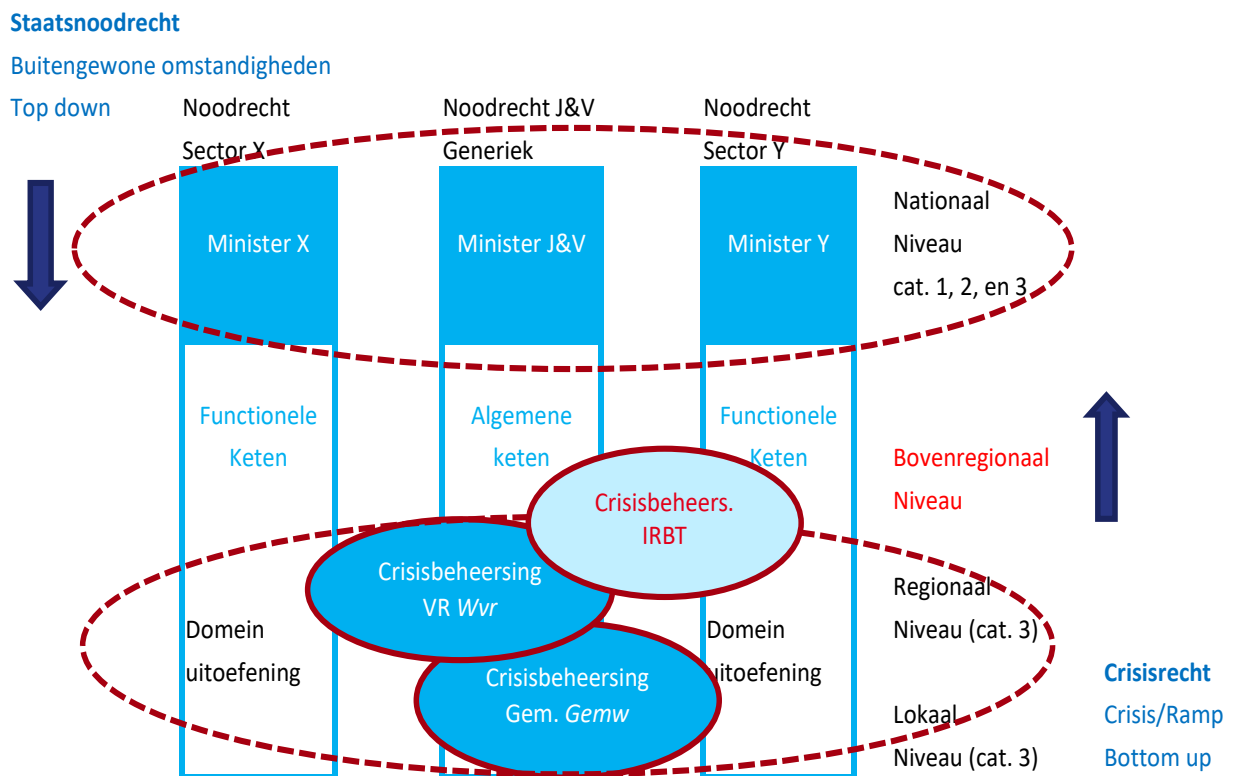 Staatsnoodrecht
Buitengewone omstandigheden
Top down
Noodrecht
Sector X
Noodrecht J&V
Generiek
Noodrecht
Sector Y
Minister X
Minister J&V
Minister Y
Nationaal
Niveau
cat. 1, 2, en 3
Functionele
Keten
Algemene
keten
Functionele
Keten
Bovenregionaal
Niveau
Crisisbeheers.
IRBT
Crisisbeheersing
VR Wvr
Regionaal
Niveau (cat. 3)
Domein
uitoefening
Crisisbeheersing
Gem. Gemw
Domein
uitoefening
Lokaal
Niveau (cat. 3)
Crisisrecht
Crisis/Ramp
Bottom up